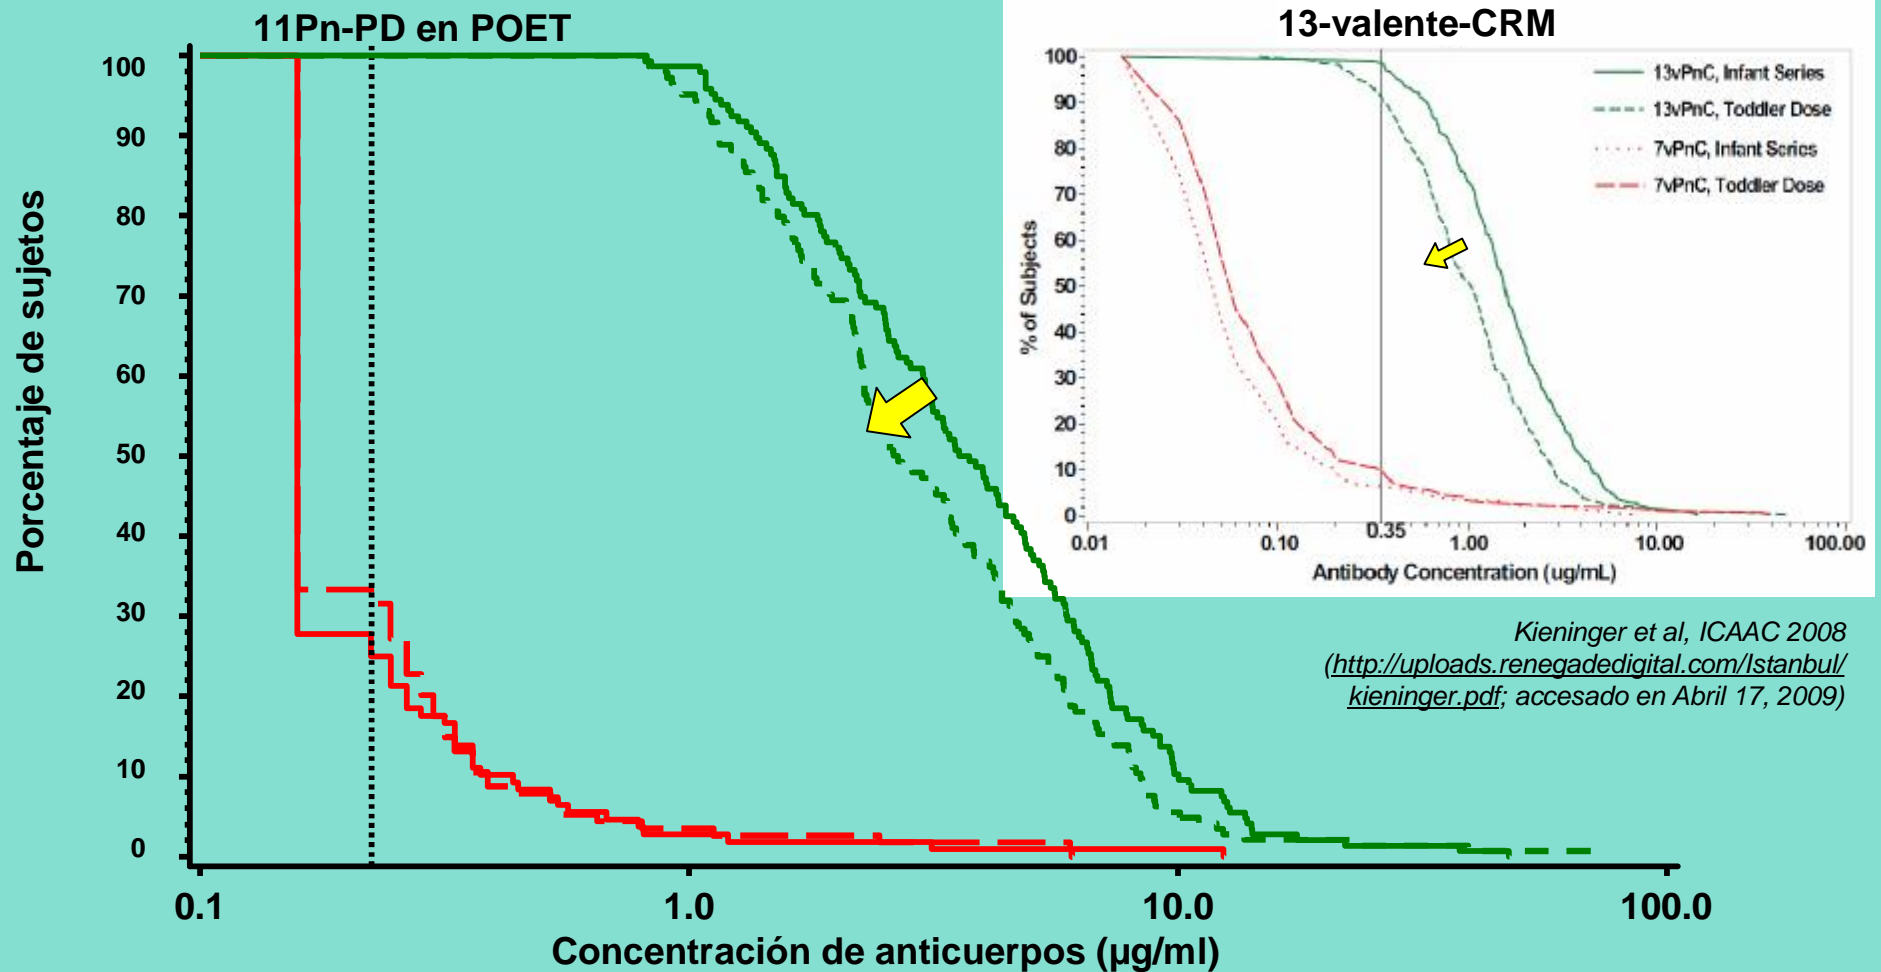 11Pn-PD en POET
100
90
80
70
60
50
40
30
20
10
0
Porcentaje de sujetos
0.1
1.0
10.0
100.0
Concentración de anticuerpos (µg/ml)
13-valente-CRM
100
90
80
70
60
50
40
30
20
10
0
% of Subjects
13vPnC, Infant Series
13vPnC, Toddler Dose
7vPnC, Infant Series
7vPnC, Toddler Dose
0.01
0.10
0.35
1.00
10.00
100.00
Antibody Concentration (ug/mL)
Kieninger et al, ICAAC 2008
(http://uploads.renegadedigital.com/Istanbul/
kieninger.pdf; accesado en Abril 17, 2009)